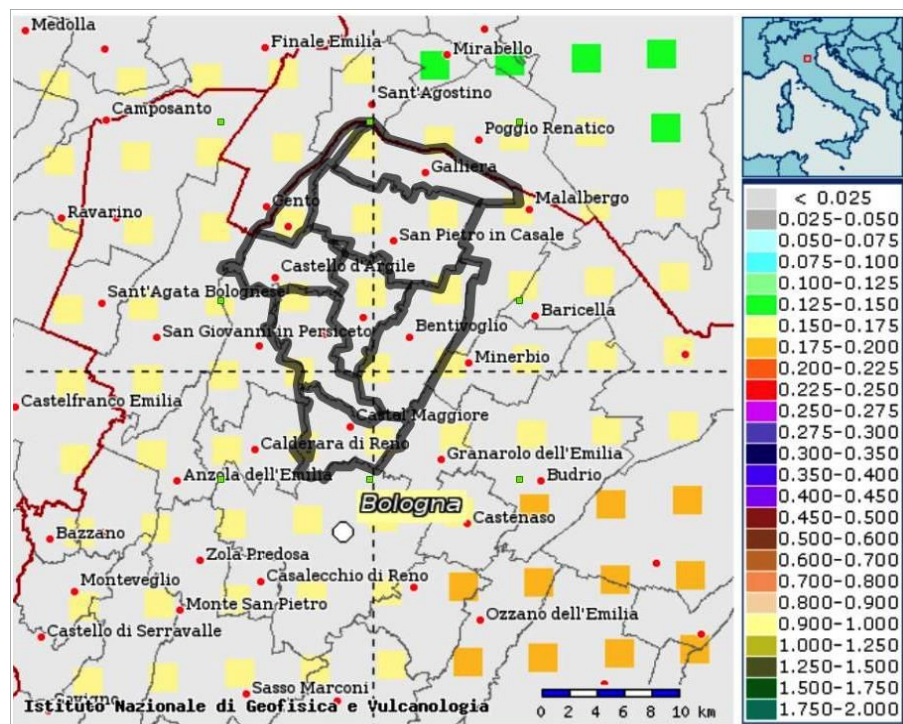 Medolla
Finale Emilia
Mirabello
Sant'Agostino
Camposanto
Poggio Renatico
Galliera
Ravarino
Cento
Malalbergo
San Pietro in Casale
Castello d'Argile
Sant'Agata Bolognese
Baricella
San Giovanni in Persiceto
Bentivoglio
Minerbio
Castelfranco Emilia
Castel Maggiore
Calderara di Reno
Granarolo dell'Emilia
Anzola dell'Emilia
Budrio
Bologna
Castenaso
Bazzano
Zola Predosa
Monteveglio
Casalecchio di Reno
Monte San Pietro
Ozzano dell'Emilia
Castello di Serravalle
Sasso Marconi
Istituto Nazionale di Geofisica e Vulcanologia
0 2 4 6 8 10 km
< 0.025
0.025-0.050
0.050-0.075
0.075-0.100
0.100-0.125
0.125-0.150
0.150-0.175
0.175-0.200
0.200-0.225
0.225-0.250
0.250-0.275
0.275-0.300
0.300-0.350
0.350-0.400
0.400-0.450
0.450-0.500
0.500-0.600
0.600-0.700
0.700-0.800
0.800-0.900
0.900-1.000
1.000-1.250
1.250-1.500
1.500-1.750
1.750-2.000